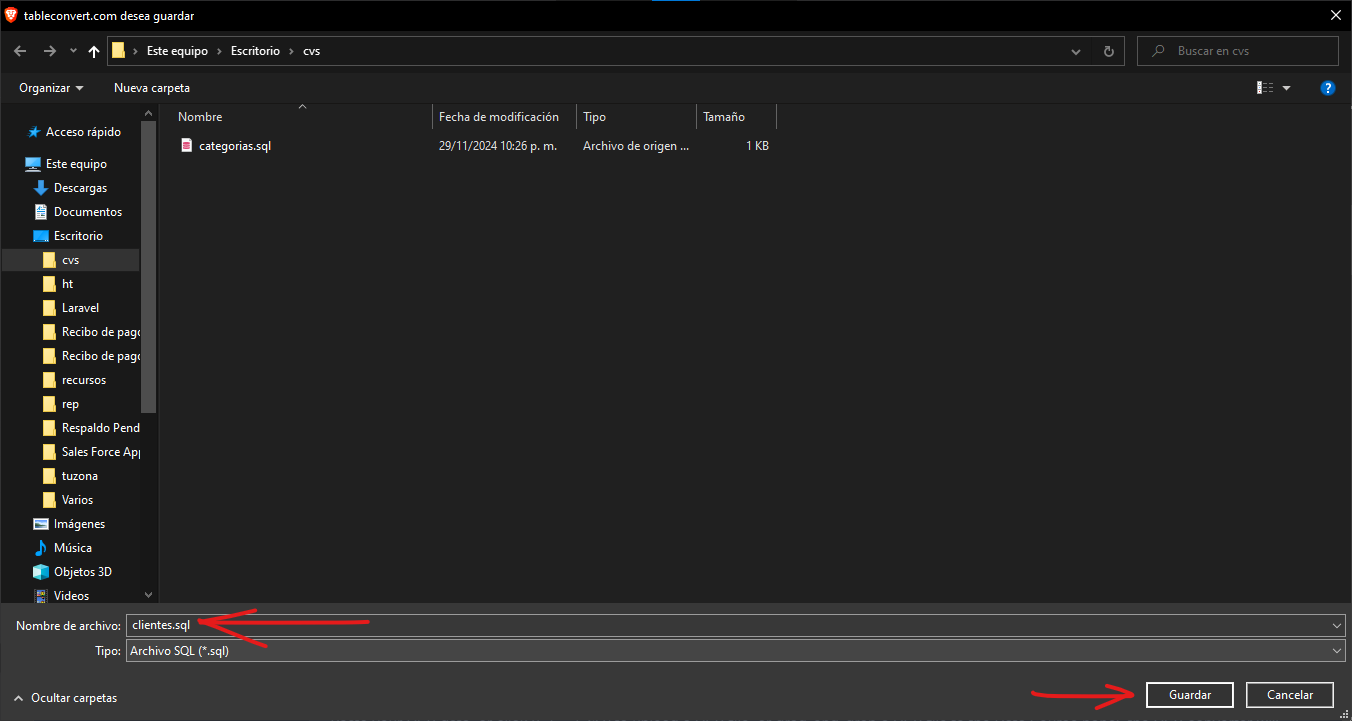 tableconvert.com desea guardar
Este equipo › Escritorio › cvs
Buscar en cvs
Organizar
Nueva carpeta
?
Nombre
Fecha de modificación
Tipo
Tamaño
categorias.sql
29/11/2024 10:26 p. m.
Archivo de origen ...
1 KB
Acceso rápido
Este equipo
Descargas
Documentos
Escritorio
cvs
ht
Laravel
Recibo de pago
Recibo de pago
recursos
rep
Respaldo Pend
Sales Force App
tuzona
Varios
Imágenes
Música
Objetos 3D
Videos
Nombre de archivo: clientes.sql
Tipo: Archivo SQL (*.sql)
Ocultar carpetas
Guardar
Cancelar